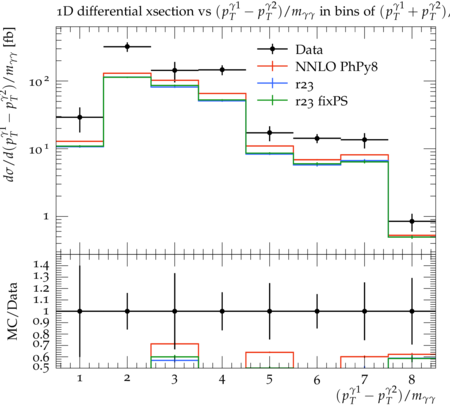 1D differential xsection vs (p_T^γ1 − p_T^γ2)/m_γγ in bins of (p_T^γ1 + p_T^γ2)/
dσ/d(p_T^γ1 − p_T^γ2)/m_γγ [fb]
10^2
10^1
1
Data
NNLO PhPy8
r23
r23 fixPS
MC/Data
1.4
1.3
1.2
1.1
1
0.9
0.8
0.7
0.6
0.5
1 2 3 4 5 6 7 8
(p_T^γ1 − p_T^γ2)/m_γγ